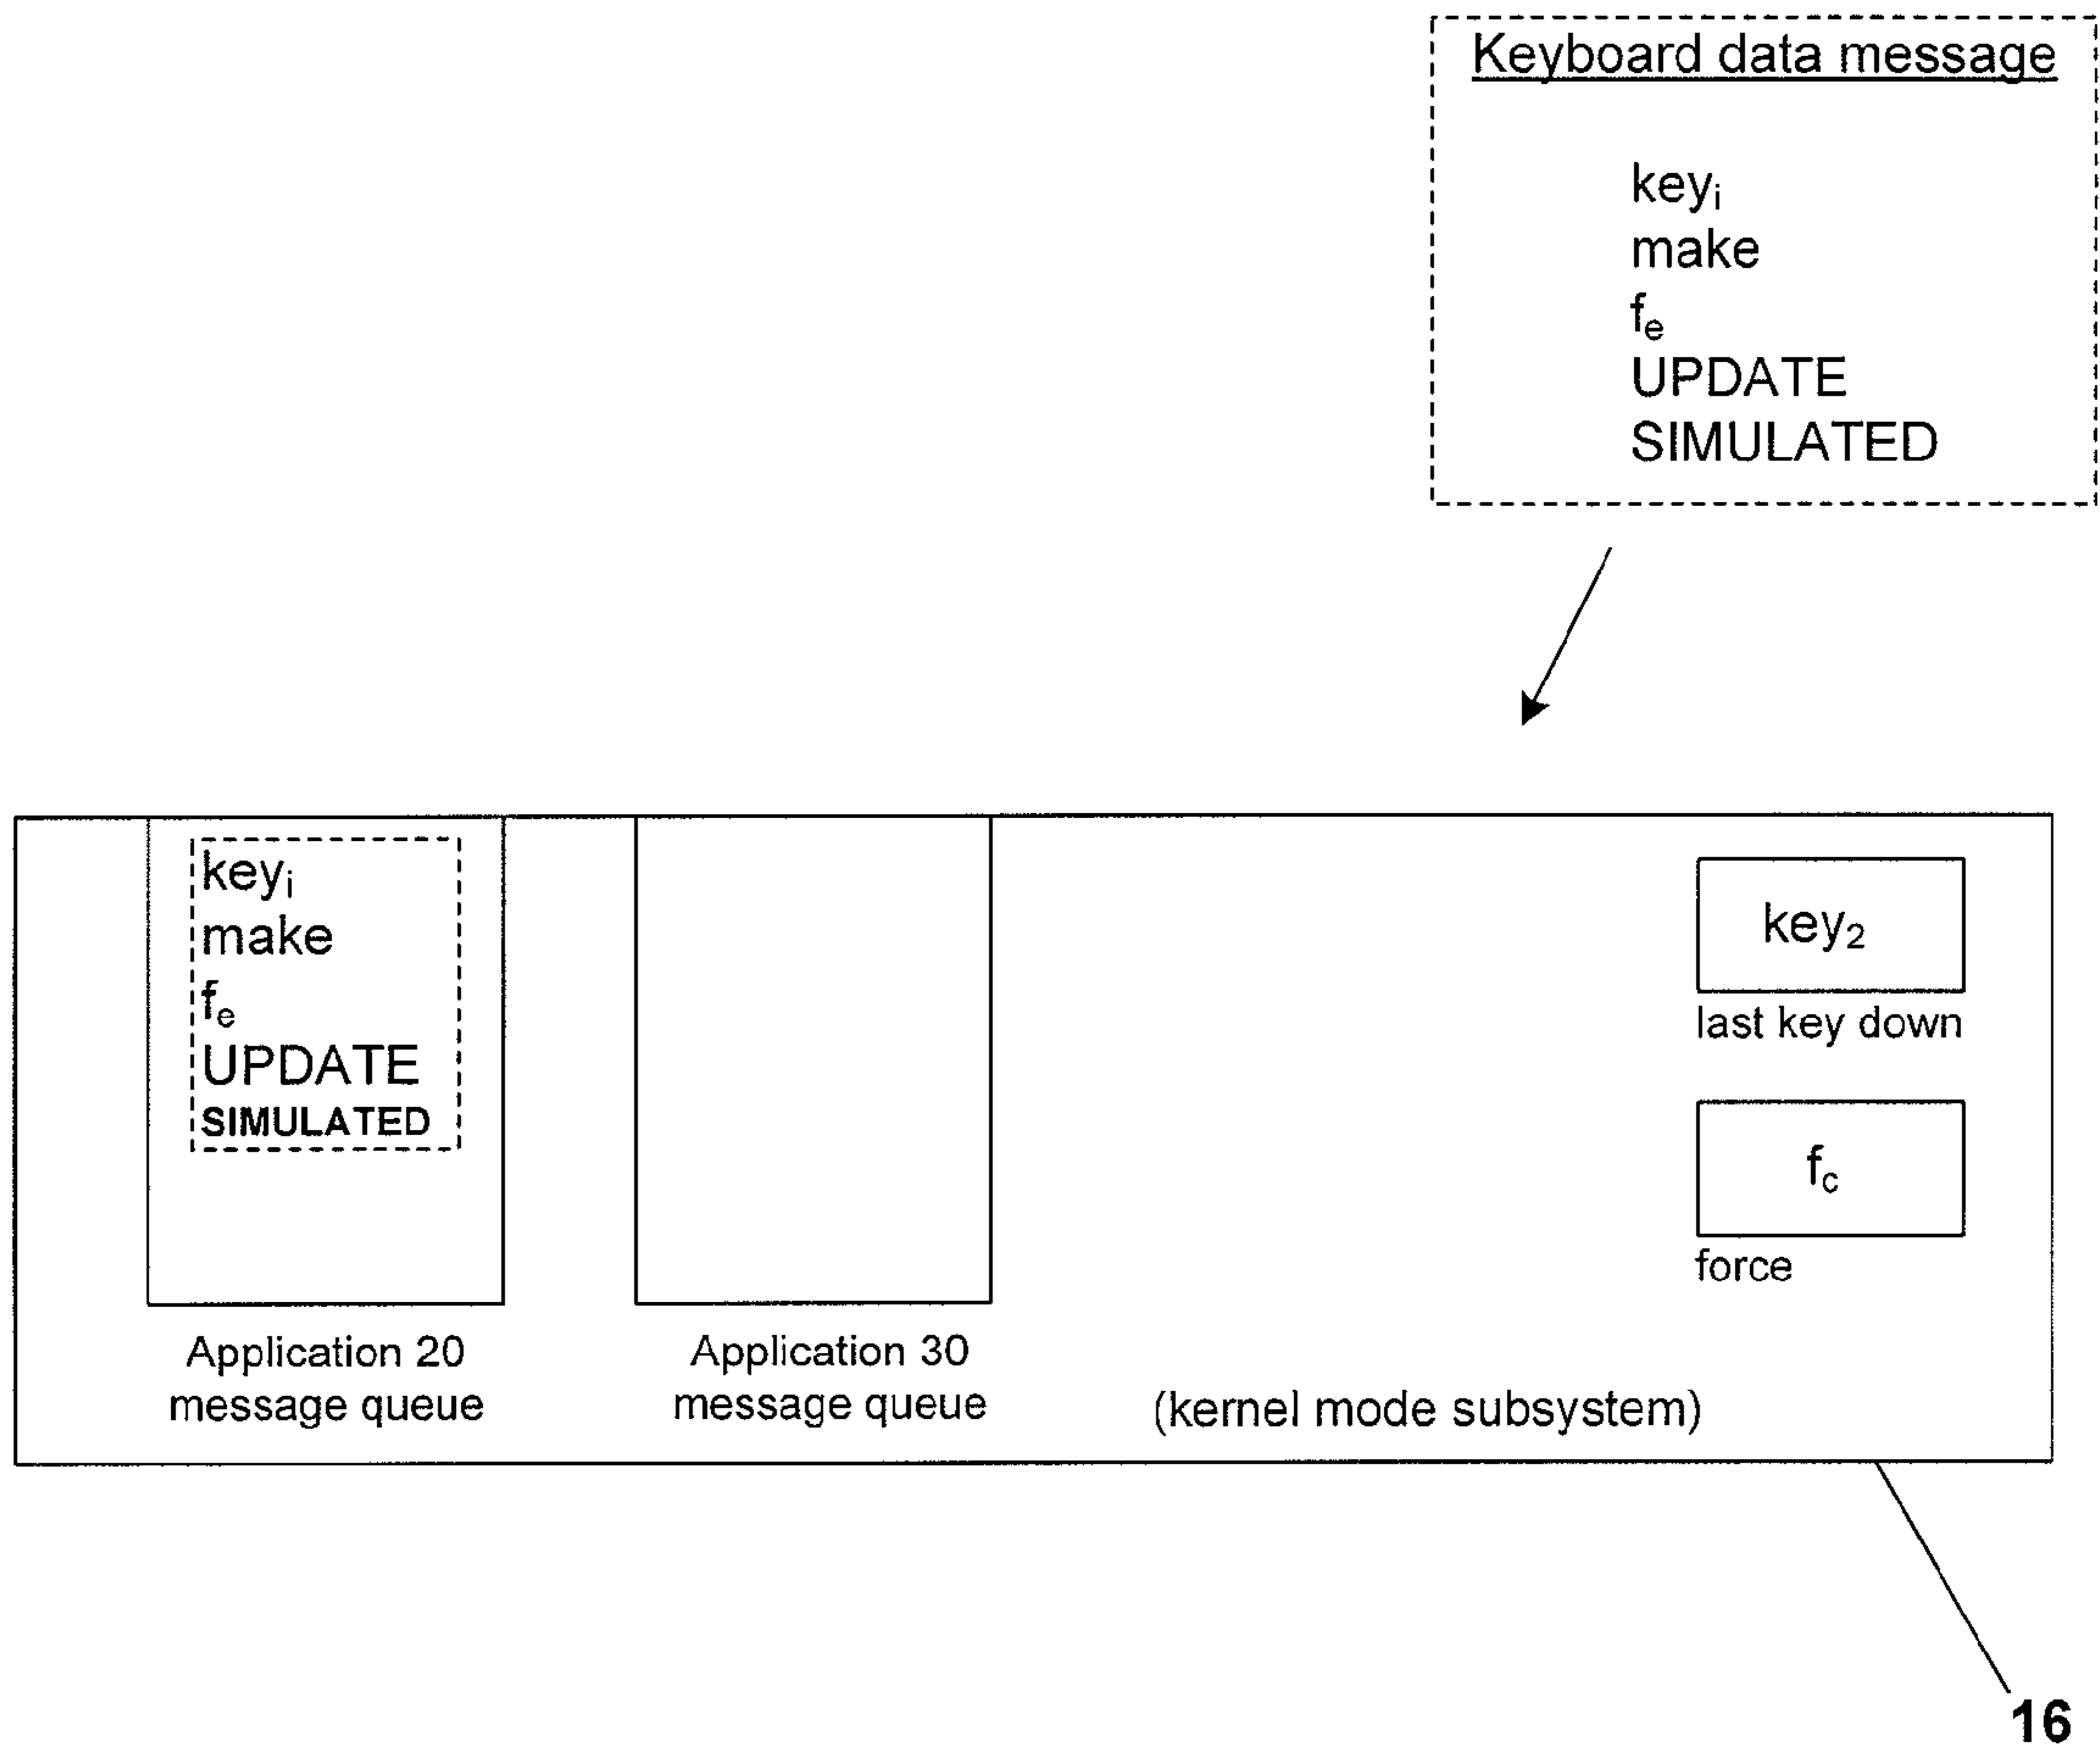 Keyboard data message
keyᵢ
make
fₑ
UPDATE
SIMULATED
keyᵢ
make
fₑ
UPDATE
SIMULATED
key₂
last key down
f꜀
force
Application 20
message queue
Application 30
message queue
(kernel mode subsystem)
16